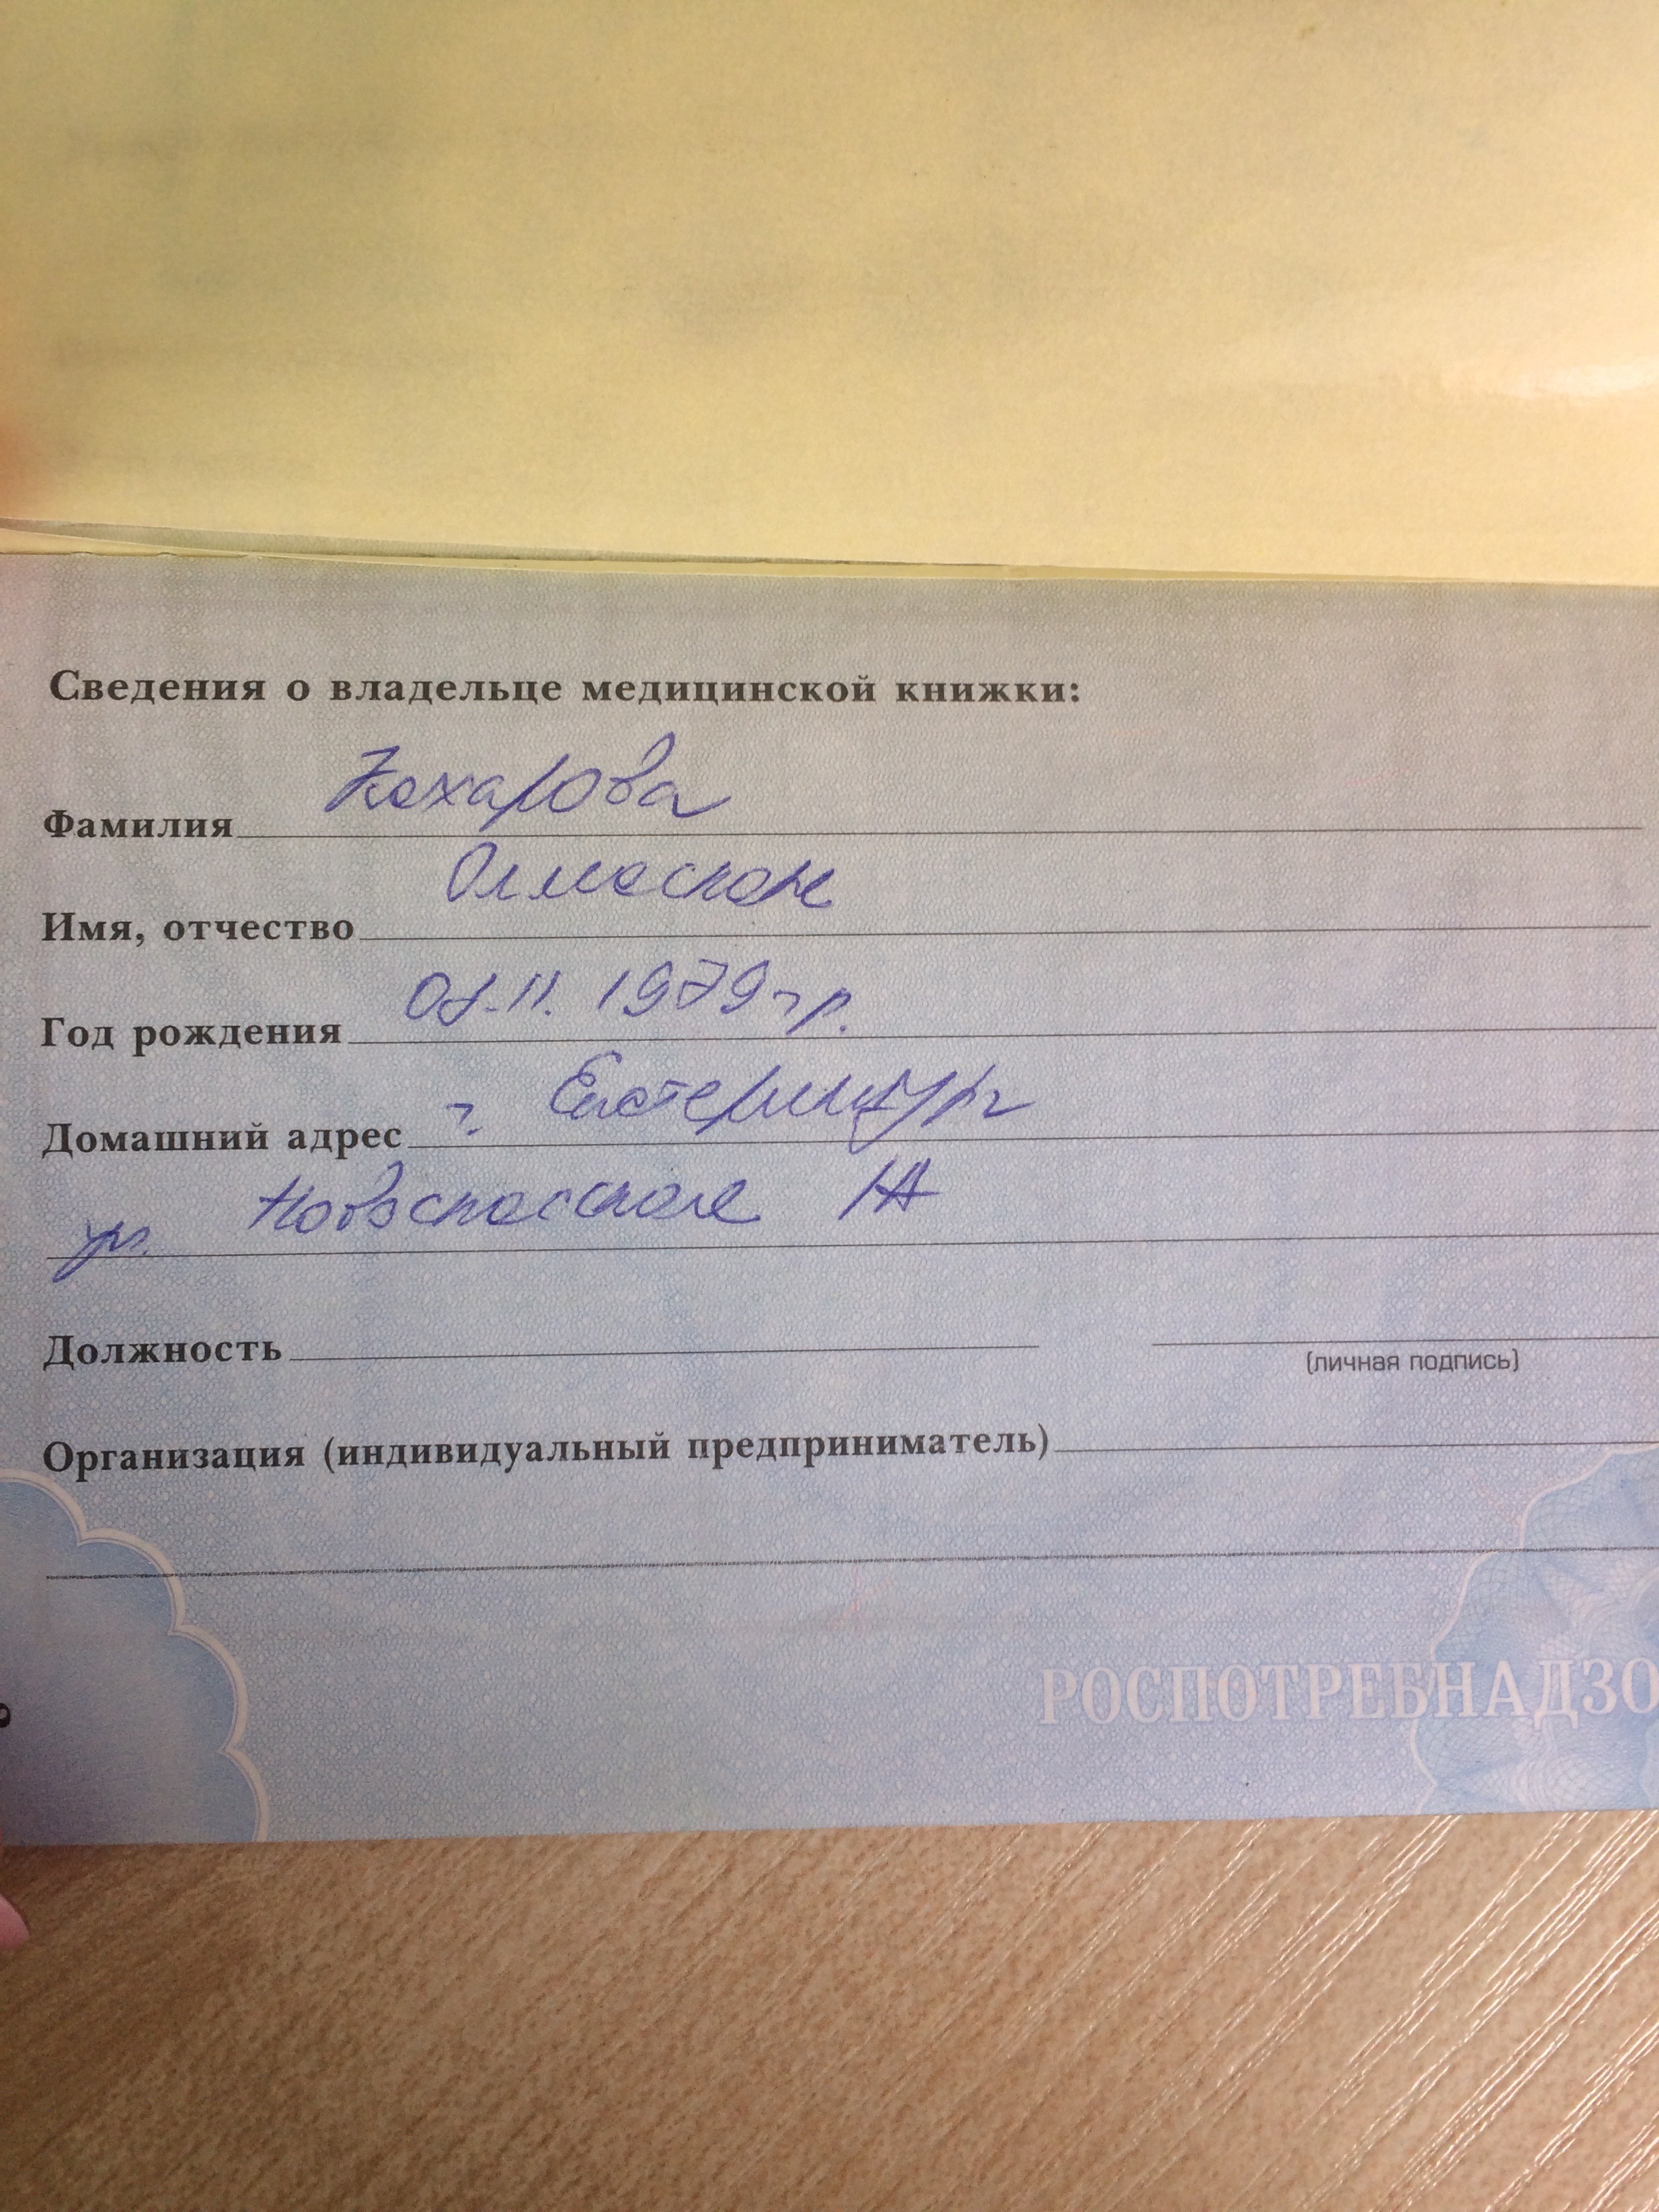 Сведения о владельце медицинской книжки:
Фамилия Кахарова
Имя, отчество
Год рождения 11. 1979 г.р.
Домашний адрес г. Екатеринбург
ул. Новоспасская 1А
Должность
(личная подпись)
Организация (индивидуальный предприниматель)
РОСПОТРЕБНАДЗО